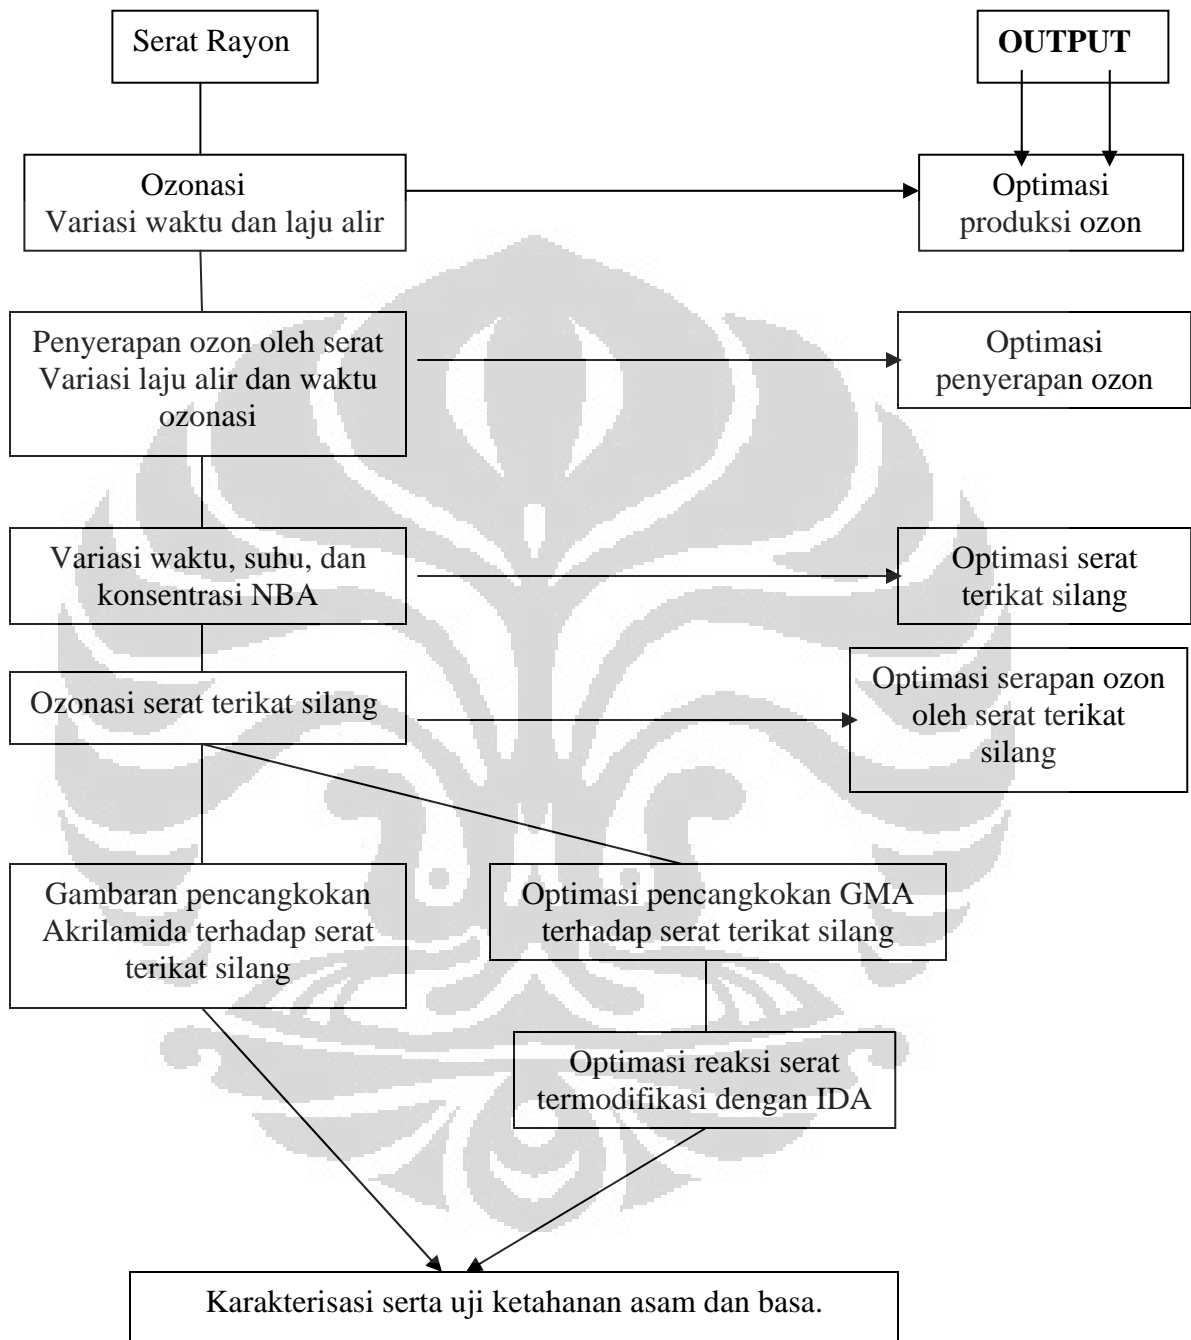 Serat Rayon
OUTPUT
Ozonasi
Variasi waktu dan laju alir
Optimasi
produksi ozon
Penyerapan ozon oleh serat
Variasi laju alir dan waktu
ozonasi
Optimasi
penyerapan ozon
Variasi waktu, suhu, dan
konsentrasi NBA
Optimasi serat
terikat silang
Ozonasi serat terikat silang
Optimasi serapan ozon
oleh serat terikat
silang
Gambaran pencangkokan
Akrilamida terhadap serat
terikat silang
Optimasi pencangkokan GMA
terhadap serat terikat silang
Optimasi reaksi serat
termodifikasi dengan IDA
Karakterisasi serta uji ketahanan asam dan basa.